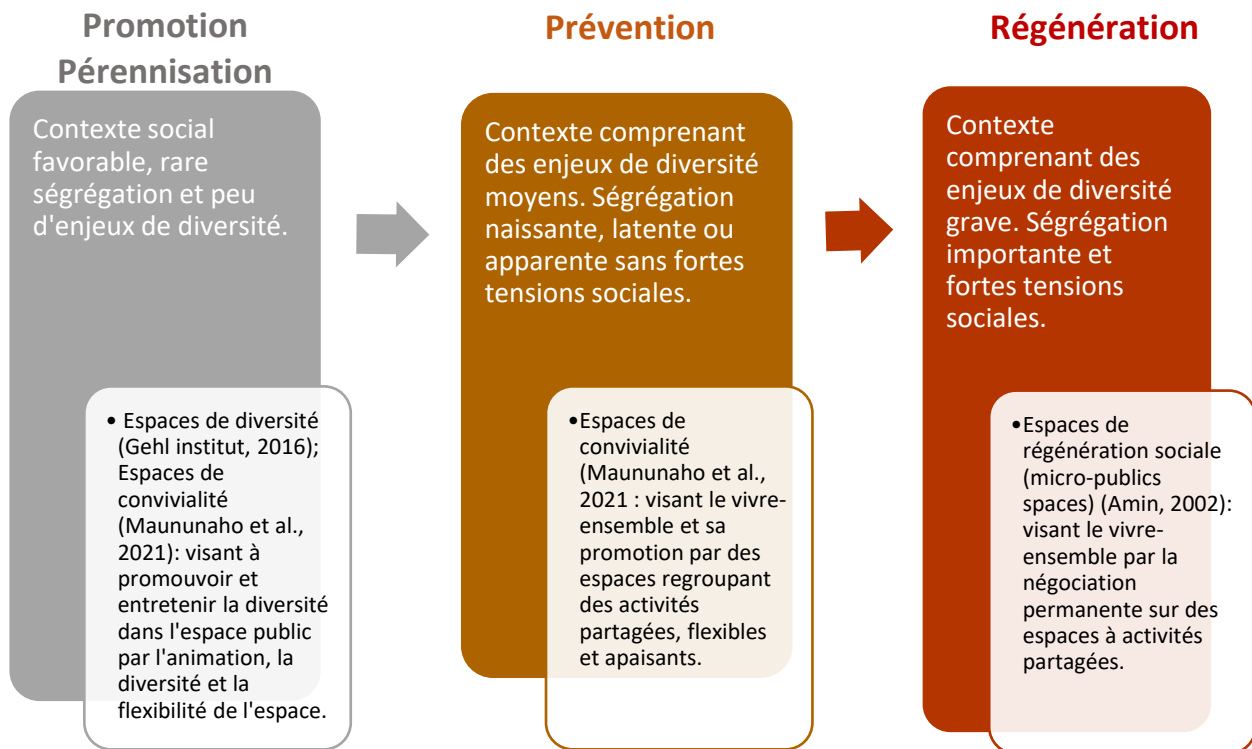 Promotion
Pérennisation
Contexte social
favorable, rare
ségrégation et peu
d'enjeux de diversité.
• Espaces de diversité
(Gehl institut, 2016);
Espaces de
convivialité
(Maununaho et al.,
2021): visant à
promouvoir et
entretenir la diversité
dans l'espace public
par l'animation, la
diversité et la
flexibilité de l'espace.
Prévention
Contexte comprenant
des enjeux de diversité
moyens. Ségrégation
naissante, latente ou
apparente sans fortes
tensions sociales.
•Espaces de
convivialité
(Maununaho et al.,
2021 : visant le vivre-
ensemble et sa
promotion par des
espaces regroupant
des activités
partagées, flexibles
et apaisants.
Régénération
Contexte
comprenant des
enjeux de diversité
grave. Ségrégation
importante et
fortes tensions
sociales.
•Espaces de
régénération sociale
(micro-publics
spaces) (Amin, 2002):
visant le vivre-
ensemble par la
négociation
permanente sur des
espaces à activités
partagées.